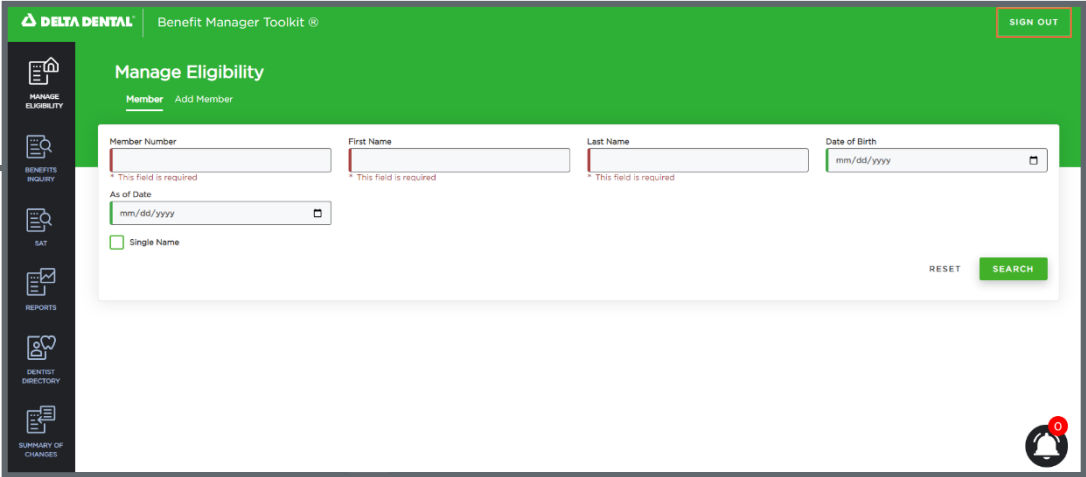 DELTA DENTAL® Benefit Manager Toolkit ®
SIGN OUT
MANAGE
ELIGIBILITY
BENEFITS
INQUIRY
SAT
REPORTS
DENTIST
DIRECTORY
SUMMARY OF
CHANGES
Manage Eligibility
Member Add Member
Member Number First Name Last Name Date of Birth
mm/dd/yyyy
* This field is required * This field is required * This field is required
As of Date
mm/dd/yyyy
Single Name
RESET SEARCH
0